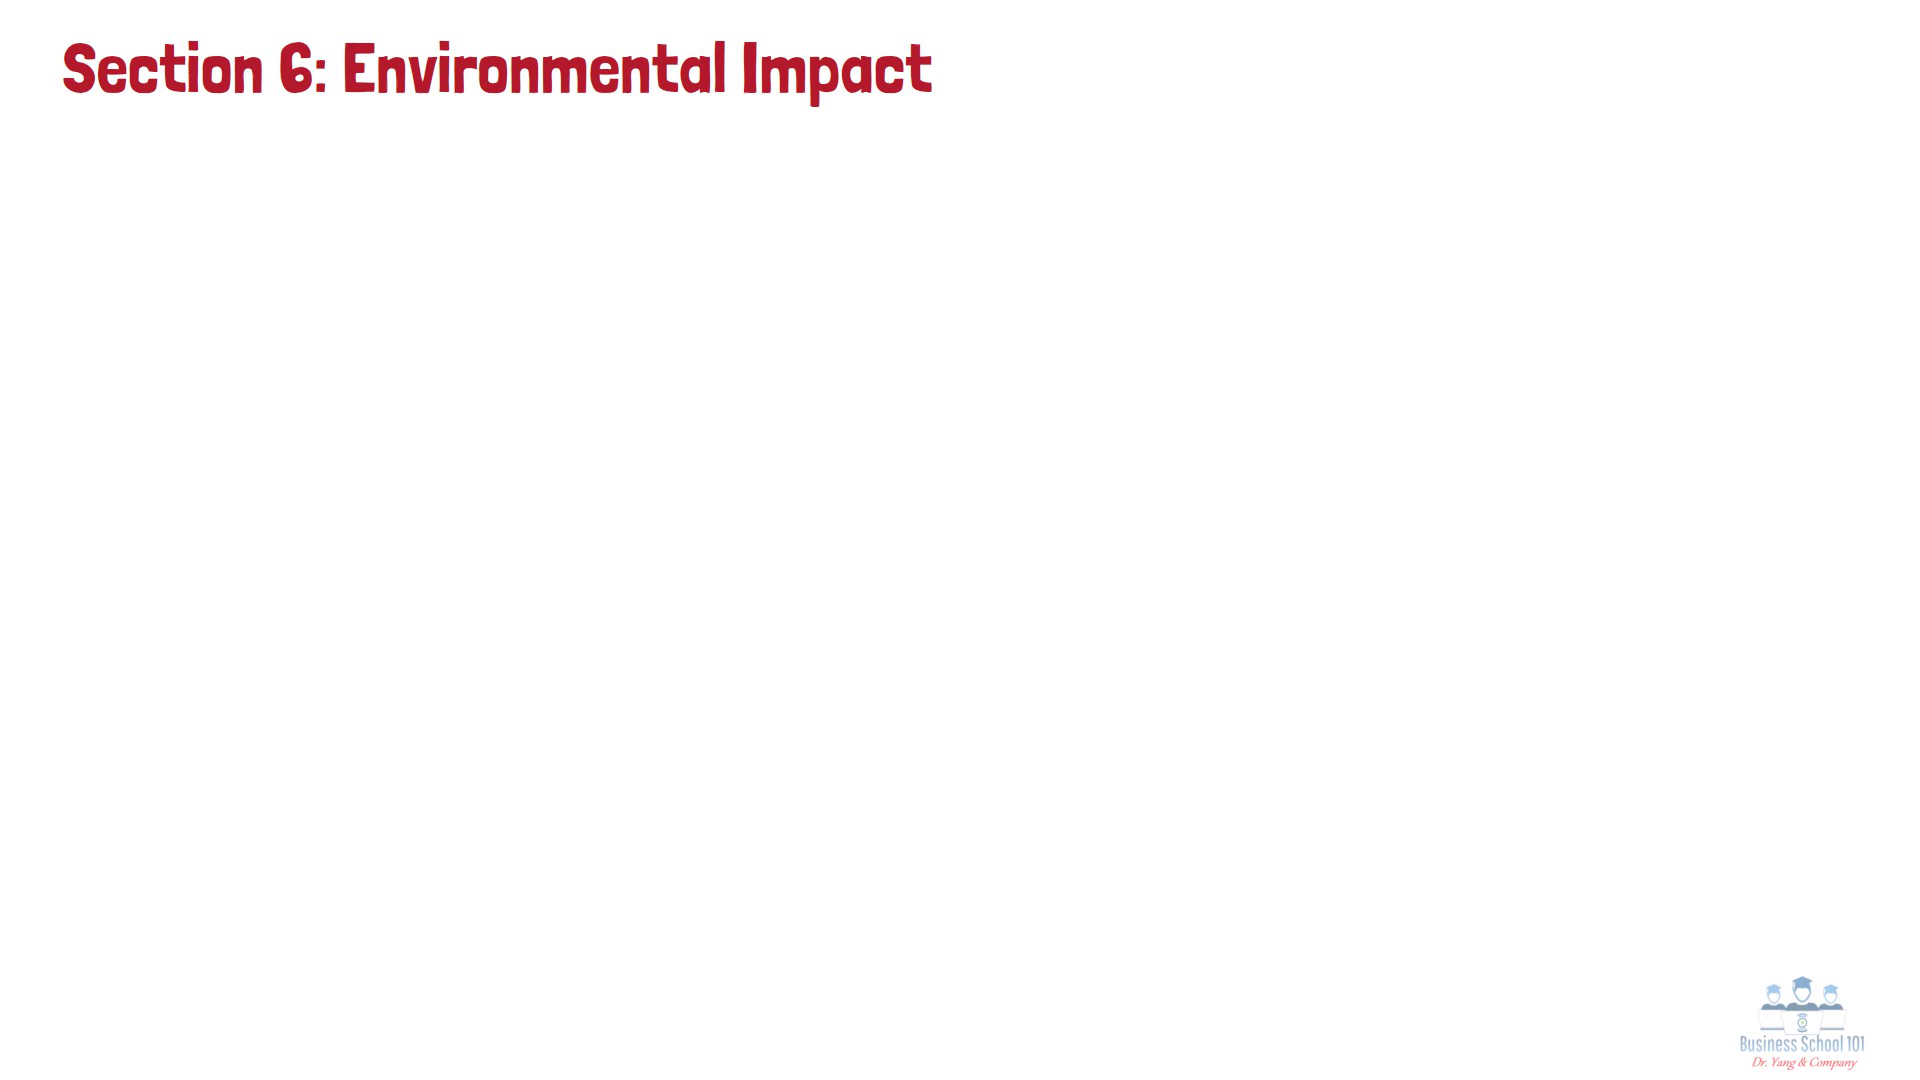 Section 6: Environmental Impact
Business School 101
Dr. Yang & Company